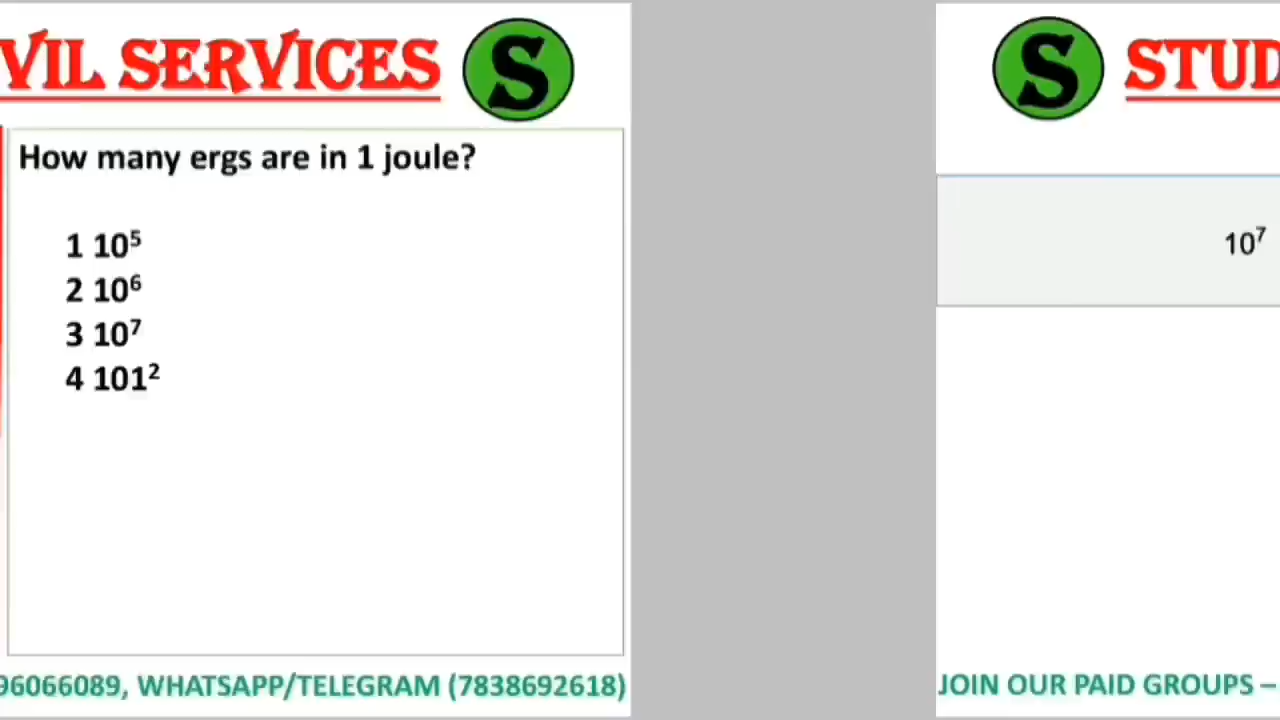 VIL SERVICES S
How many ergs are in 1 joule?
1 10⁵
2 10⁶
3 10⁷
4 101²
96066089, WHATSAPP/TELEGRAM (7838692618)
S STUD
10⁷
JOIN OUR PAID GROUPS –